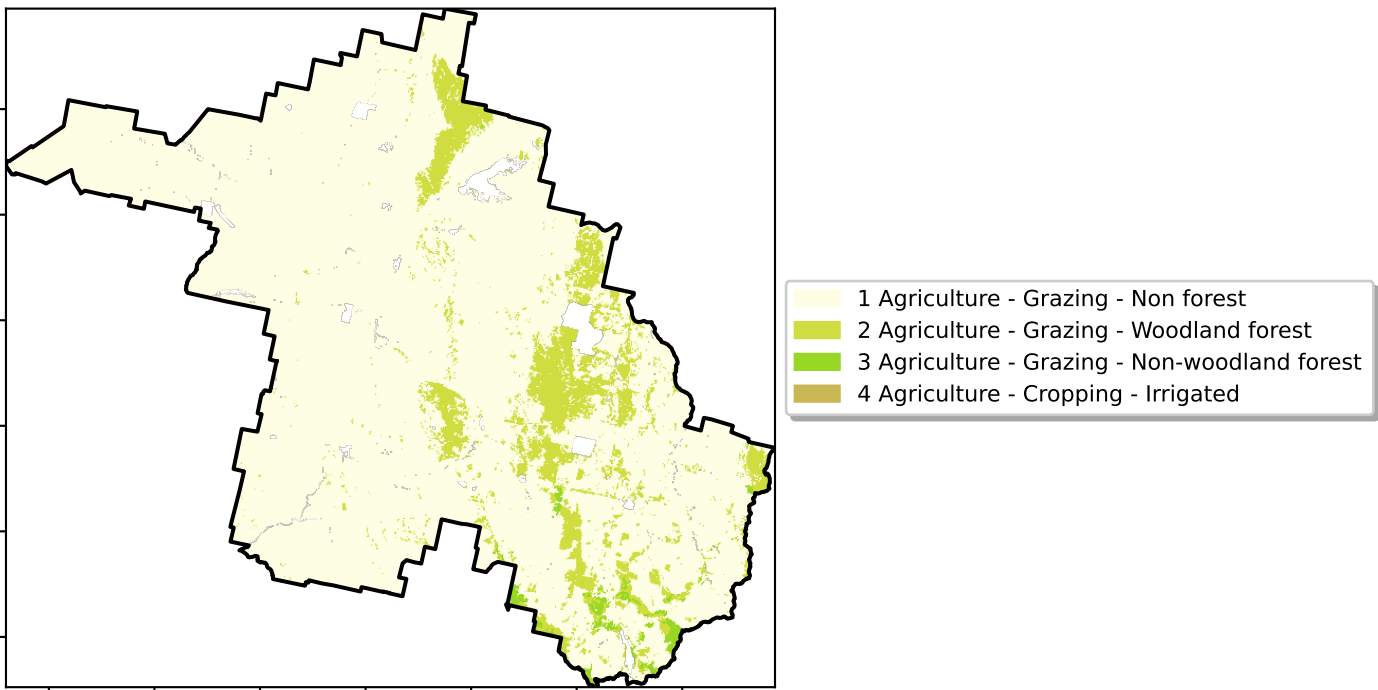 1 Agriculture - Grazing - Non forest
2 Agriculture - Grazing - Woodland forest
3 Agriculture - Grazing - Non-woodland forest
4 Agriculture - Cropping - Irrigated